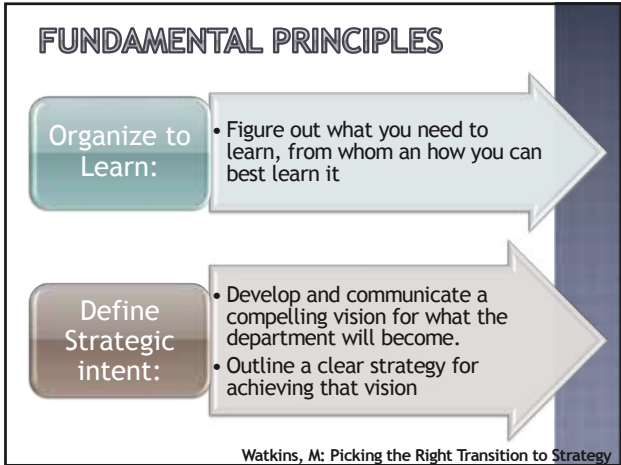 FUNDAMENTAL PRINCIPLES
Organize to
Learn:
• Figure out what you need to
learn, from whom an how you can
best learn it
Define
Strategic
intent:
• Develop and communicate a
compelling vision for what the
department will become.
• Outline a clear strategy for
achieving that vision
Watkins, M: Picking the Right Transition to Strategy